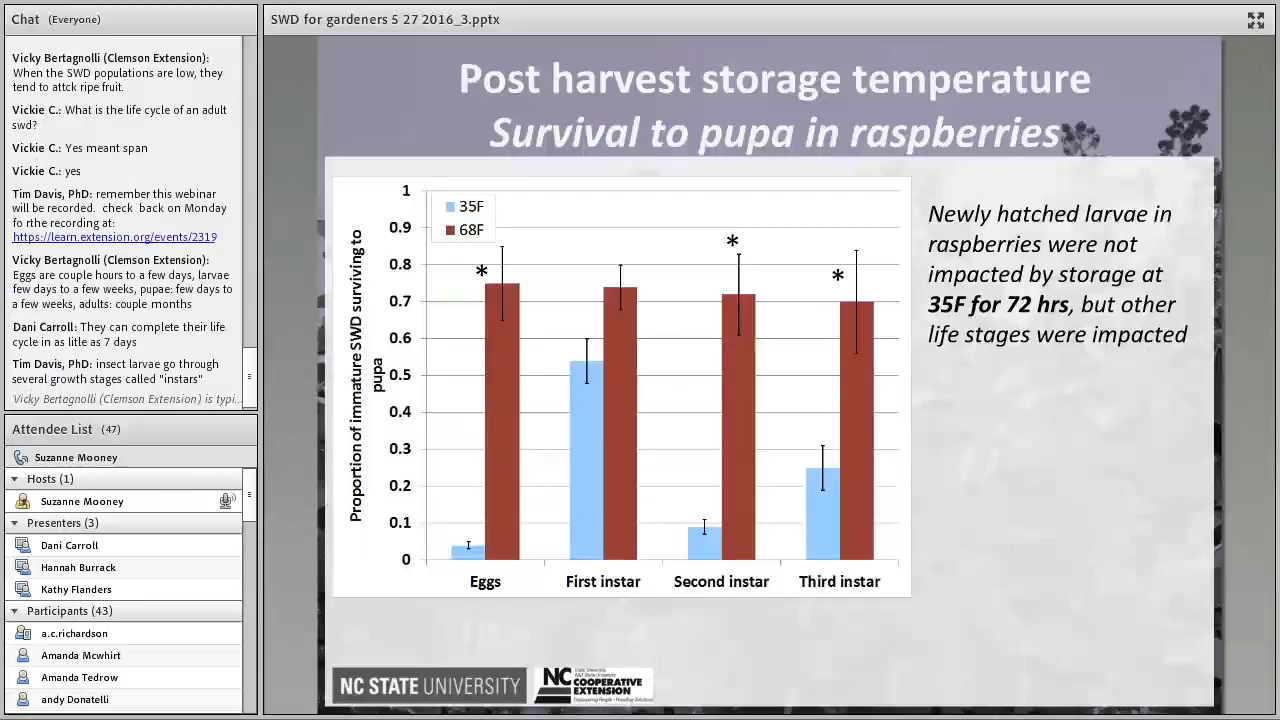 Chat (Everyone)
Vicky Bertagnolli (Clemson Extension):
When the SWD populations are low, they
tend to attck ripe fruit.
Vickie C.: What is the life cycle of an adult
swd?
Vickie C.: Yes meant span
Vickie C.: yes
Tim Davis, PhD: remember this webinar
will be recorded. check back on Monday
fo rthe recording at:
https://learn.extension.org/events/2319
Vicky Bertagnolli (Clemson Extension):
Eggs are couple hours to a few days, larvae
few days to a few weeks, pupae: few days to
a few weeks, adults: couple months
Dani Carroll: They can complete their life
cycle in as litle as 7 days
Tim Davis, PhD: insect larvae go through
several growth stages called "instars"
Vicky Bertagnolli (Clemson Extension) is typi...
Attendee List (47)
Suzanne Mooney
Hosts (1)
Suzanne Mooney
Presenters (3)
Dani Carroll
Hannah Burrack
Kathy Flanders
Participants (43)
a.c.richardson
Amanda Mcwhirt
Amanda Tedrow
andy Donatelli
SWD for gardeners 5 27 2016_3.pptx
Post harvest storage temperature
Survival to pupa in raspberries
Proportion of immature SWD surviving to
pupa
1
0.9
0.8
0.7
0.6
0.5
0.4
0.3
0.2
0.1
0
35F
68F
*
*
*
Eggs First instar Second instar Third instar
Newly hatched larvae in
raspberries were not
impacted by storage at
35F for 72 hrs, but other
life stages were impacted
NC STATE UNIVERSITY
NC
COOPERATIVE
EXTENSION